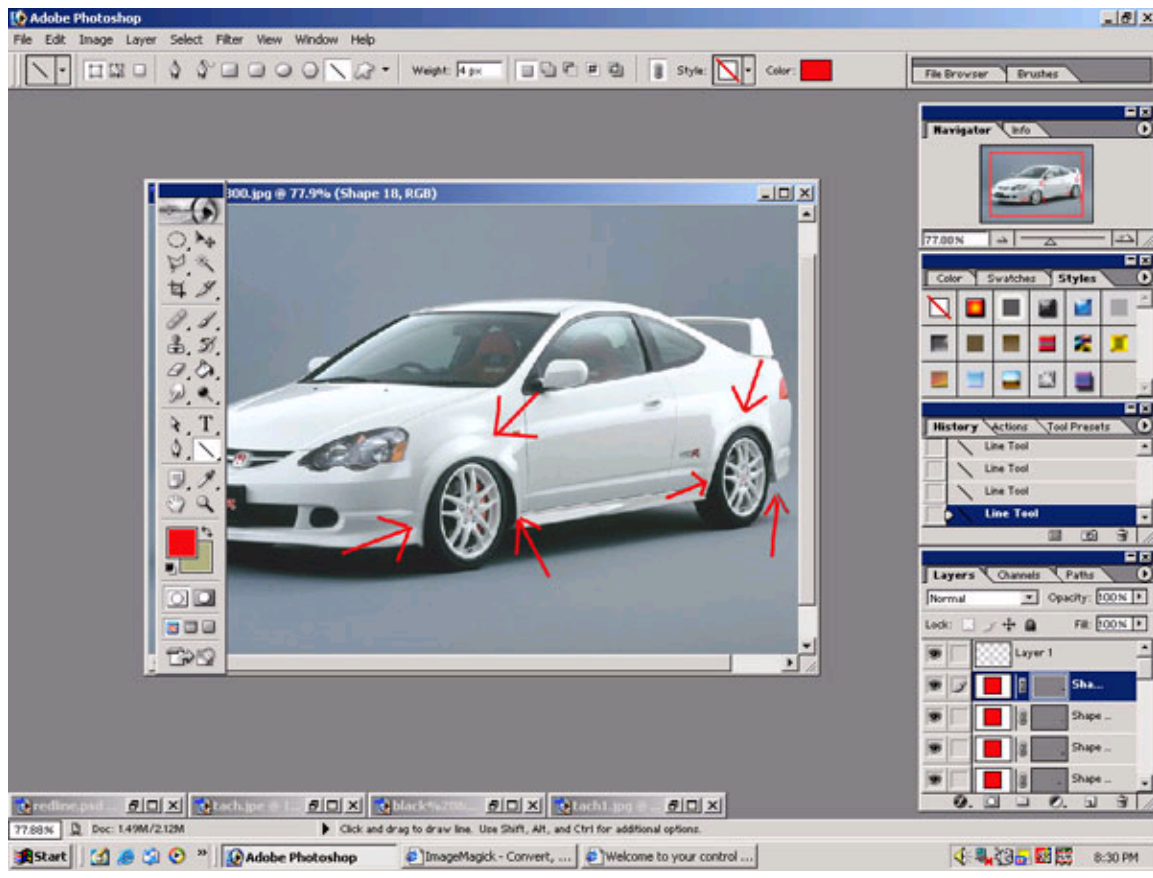 Adobe Photoshop
File Edit Image Layer Select Filter View Window Help
Weight: 4 px Style: Color: File Browser Brushes
Navigator Info
300.jpg @ 77.9% (Shape 18, RGB)
77.88%
Color Swatches Styles
History Actions Tool Presets
Line Tool
Line Tool
Line Tool
Line Tool
Layers Channels Paths
Normal Opacity: 100%
Lock: Fill: 100%
Layer 1
Sha...
Shape ...
Shape ...
Shape ...
redline.psd ... tach.jpe @ black%20 tach1.jpg @ ...
77.88% Doc: 1.49M/2.12M Click and drag to draw line. Use Shift, Alt, and Ctrl for additional options.
Start Adobe Photoshop ImageMagick - Convert, ... Welcome to your control ... 8:30 PM